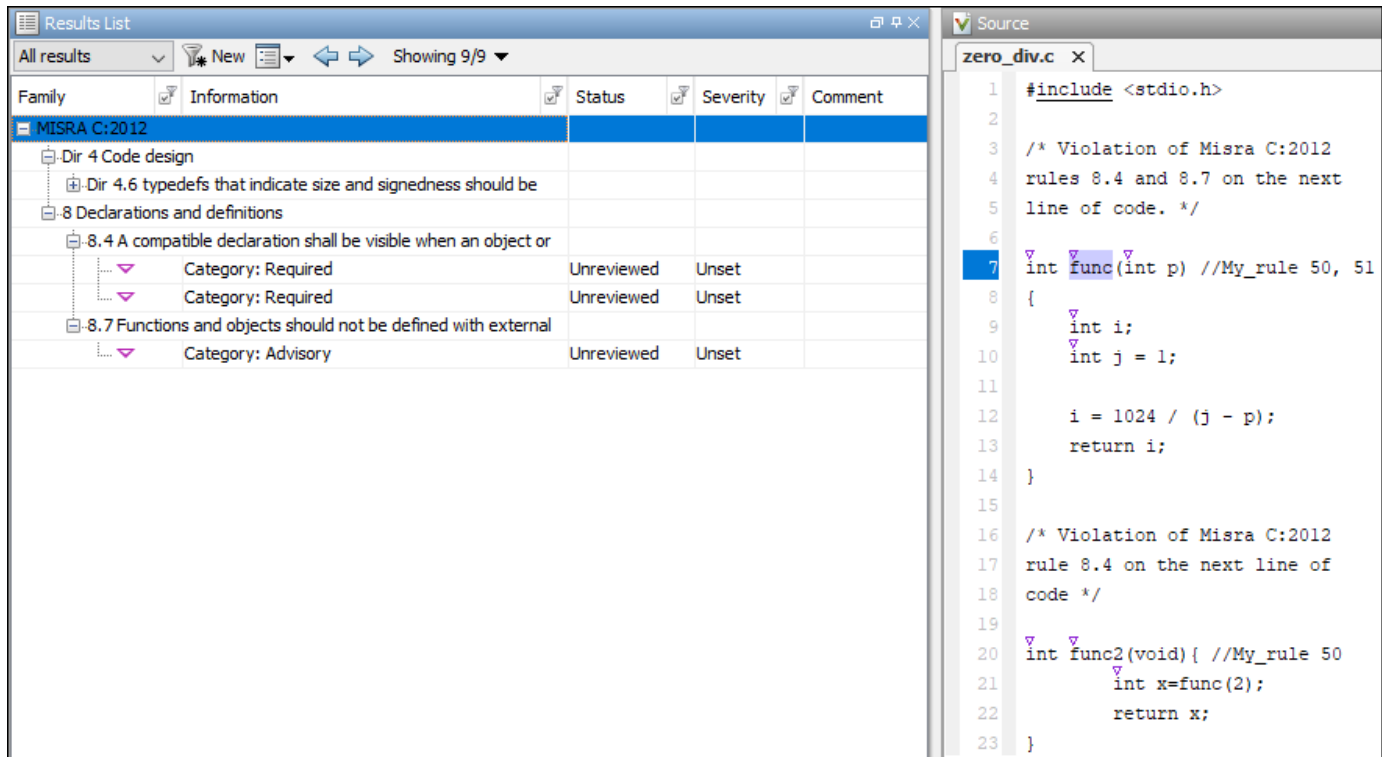 Results List
All results New Showing 9/9
Family Information Status Severity Comment
MISRA C:2012
Dir 4 Code design
Dir 4.6 typedefs that indicate size and signedness should be
8 Declarations and definitions
8.4 A compatible declaration shall be visible when an object or
Category: Required Unreviewed Unset
Category: Required Unreviewed Unset
8.7 Functions and objects should not be defined with external
Category: Advisory Unreviewed Unset
Source
zero_div.c X
1 #include <stdio.h>
2
3 /* Violation of Misra C:2012
4 rules 8.4 and 8.7 on the next
5 line of code. */
6
7 int func(int p) //My_rule 50, 51
8 {
9 int i;
10 int j = 1;
11
12 i = 1024 / (j - p);
13 return i;
14 }
15
16 /* Violation of Misra C:2012
17 rule 8.4 on the next line of
18 code */
19
20 int func2(void){ //My_rule 50
21 int x=func(2);
22 return x;
23 }